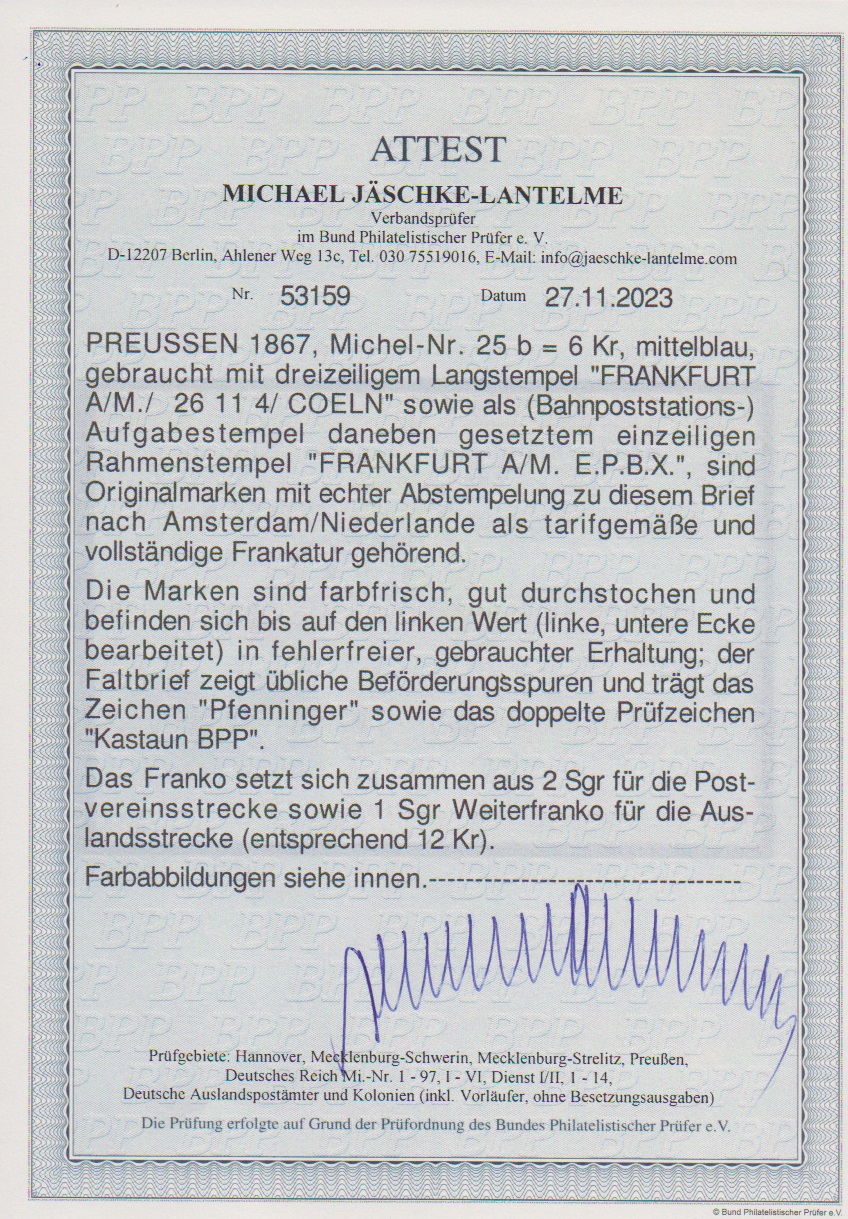 ATTEST
MICHAEL JÄSCHKE-LANTELME
Verbandsprüfer
im Bund Philatelistischer Prüfer e. V.
D-12207 Berlin, Ahlener Weg 13c, Tel. 030 75519016, E-Mail: info@jaeschke-lantelme.com
Nr. 53159 Datum 27.11.2023
PREUSSEN 1867, Michel-Nr. 25 b = 6 Kr, mittelblau,
gebraucht mit dreizeiligem Langstempel "FRANKFURT
A/M./ 26 11 4/ COELN" sowie als (Bahnpoststations-)
Aufgabestempel daneben gesetztem einzeiligen
Rahmenstempel "FRANKFURT A/M. E.P.B.X.", sind
Originalmarken mit echter Abstempelung zu diesem Brief
nach Amsterdam/Niederlande als tarifgemäße und
vollständige Frankatur gehörend.
Die Marken sind farbfrisch, gut durchstochen und
befinden sich bis auf den linken Wert (linke, untere Ecke
bearbeitet) in fehlerfreier, gebrauchter Erhaltung; der
Faltbrief zeigt übliche Beförderungsspuren und trägt das
Zeichen "Pfenninger" sowie das doppelte Prüfzeichen
"Kastaun BPP".
Das Franko setzt sich zusammen aus 2 Sgr für die Post-
vereinsstrecke sowie 1 Sgr Weiterfranko für die Aus-
landsstrecke (entsprechend 12 Kr).
Farbabbildungen siehe innen.-----------------------------------
Prüfgebiete: Hannover, Mecklenburg-Schwerin, Mecklenburg-Strelitz, Preußen,
Deutsches Reich Mi.-Nr. 1 - 97, I - VI, Dienst I/II, 1 - 14,
Deutsche Auslandspostämter und Kolonien (inkl. Vorläufer, ohne Besetzungsausgaben)
Die Prüfung erfolgte auf Grund der Prüfordnung des Bundes Philatelistischer Prüfer e.V.
© Bund Philatelistischer Prüfer e.V.